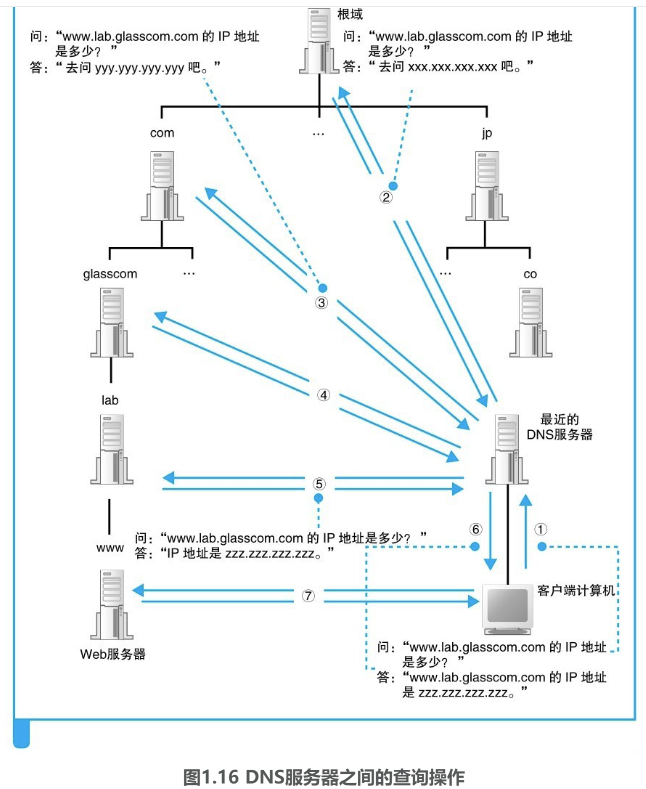 根域
问：“www.lab.glasscom.com 的 IP 地址
是多少？”
答：“去问 yyy.yyy.yyy.yyy 吧。”
问：“www.lab.glasscom.com 的 IP 地址
是多少？”
答：“去问 xxx.xxx.xxx.xxx 吧。”
com
…
jp
②
glasscom
…
…
co
③
④
lab
最近的
DNS服务器
⑤
www
问：“www.lab.glasscom.com 的 IP 地址是多少？”
答：“IP 地址是 zzz.zzz.zzz.zzz。”
⑥
①
⑦
客户端计算机
Web服务器
问：“www.lab.glasscom.com 的 IP 地址
是多少？”
答：“www.lab.glasscom.com 的 IP 地址
是 zzz.zzz.zzz.zzz。”
图1.16 DNS服务器之间的查询操作